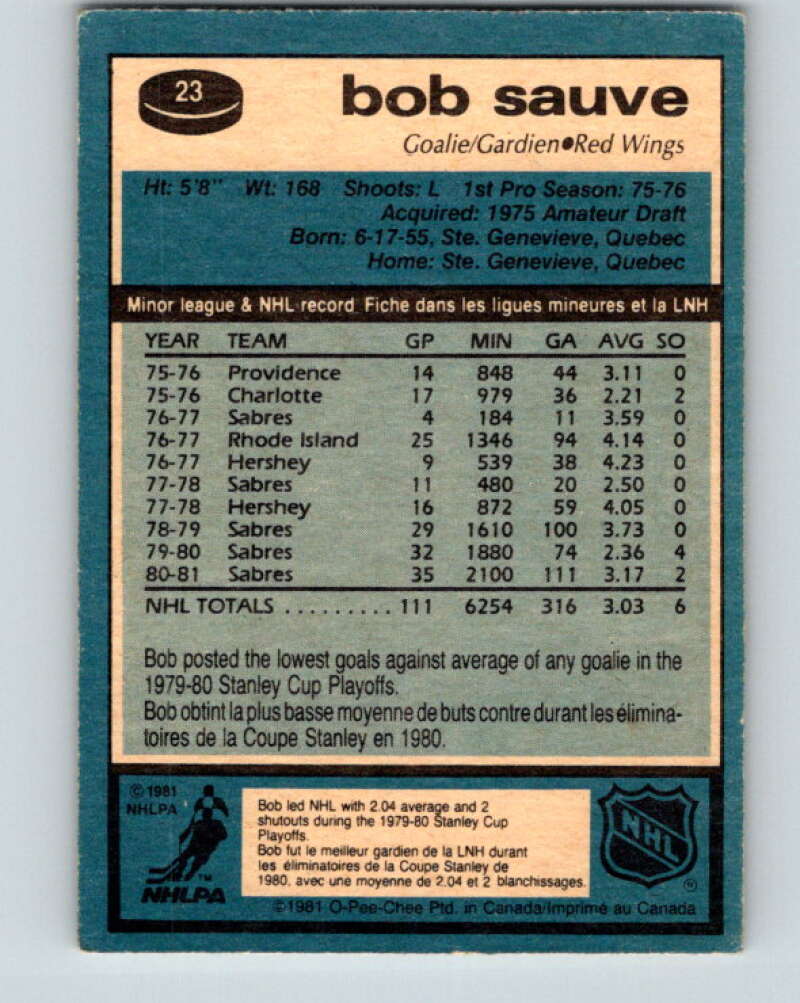 23
bob sauve
Goalie/Gardien●Red Wings
Ht: 5'8" Wt: 168 Shoots: L 1st Pro Season: 75-76
Acquired: 1975 Amateur Draft
Born: 6-17-55, Ste. Genevieve, Quebec
Home: Ste. Genevieve, Quebec
Minor league & NHL record Fiche dans les ligues mineures et la LNH
YEAR TEAM GP MIN GA AVG SO
75-76 Providence 14 848 44 3.11 0
75-76 Charlotte 17 979 36 2.21 2
76-77 Sabres 4 184 11 3.59 0
76-77 Rhode Island 25 1346 94 4.14 0
76-77 Hershey 9 539 38 4.23 0
77-78 Sabres 11 480 20 2.50 0
77-78 Hershey 16 872 59 4.05 0
78-79 Sabres 29 1610 100 3.73 0
79-80 Sabres 32 1880 74 2.36 4
80-81 Sabres 35 2100 111 3.17 2
NHL TOTALS ......... 111 6254 316 3.03 6
Bob posted the lowest goals against average of any goalie in the
1979-80 Stanley Cup Playoffs.
Bob obtint la plus basse moyenne de buts contre durant les élimina-
toires de la Coupe Stanley en 1980.
© 1981
NHLPA
TM
NHLPA
Bob led NHL with 2.04 average and 2
shutouts during the 1979-80 Stanley Cup
Playoffs.
Bob fut le meilleur gardien de la LNH durant
les éliminatoires de la Coupe Stanley de
1980, avec une moyenne de 2.04 et 2 blanchissages.
NHL
®
©1981 O-Pee-Chee Ptd. in Canada/Imprimé au Canada